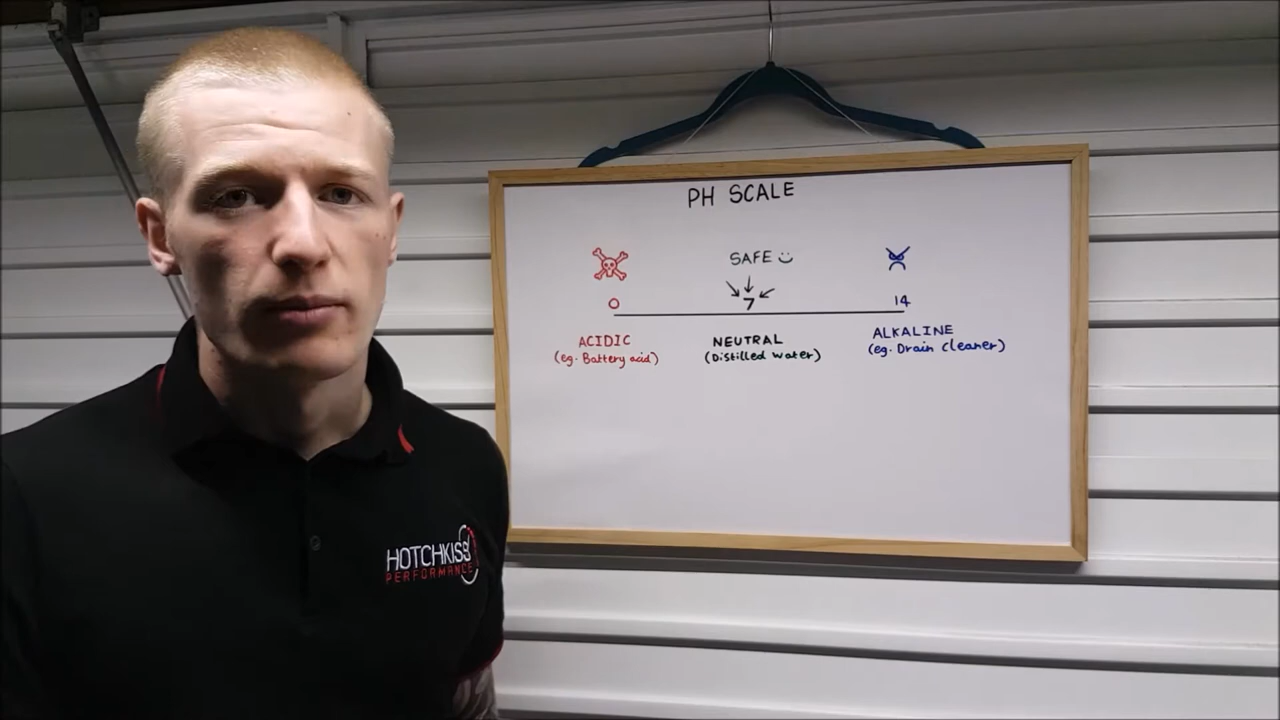 PH SCALE
SAFE
0 7 14
ACIDIC NEUTRAL ALKALINE
(eg. Battery acid) (Distilled water) (eg. Drain cleaner)
HOTCHKISS
PERFORMANCE